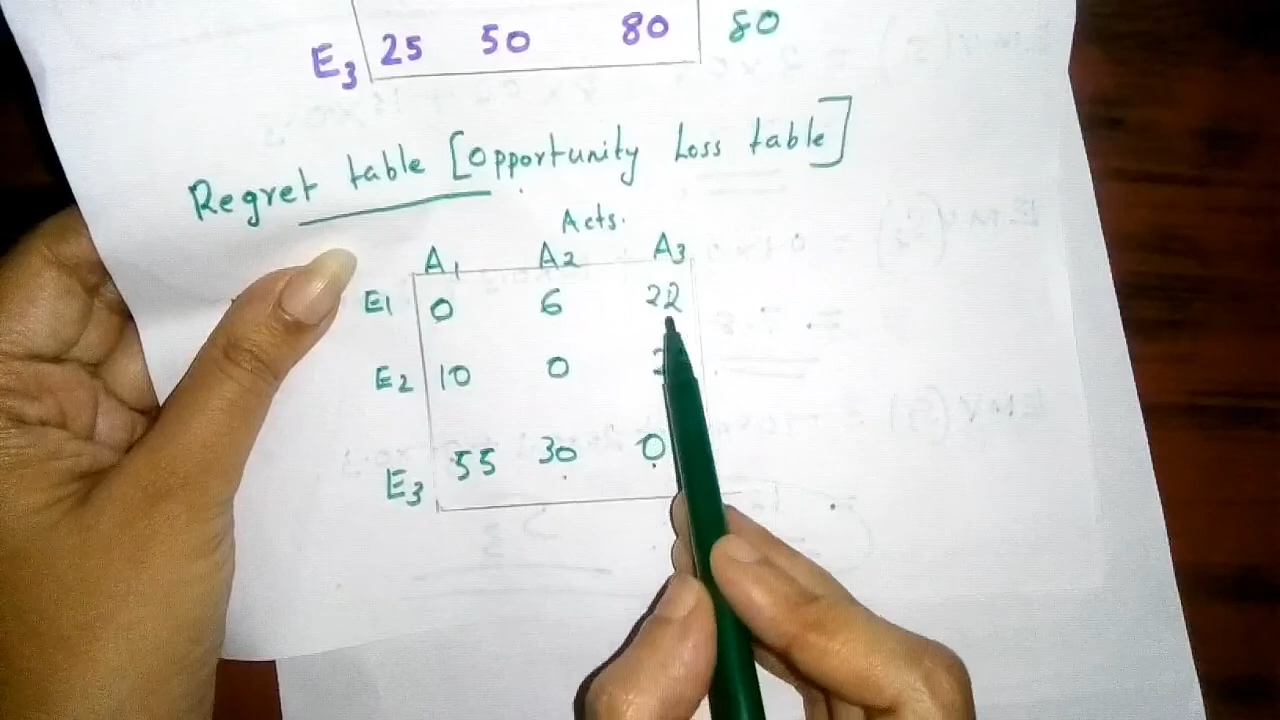 E3 25 50 80 80
Regret table [Opportunity Loss table]
Acts.
A1 A2 A3
E1 0 6 22
E2 10 0
E3 55 30 0